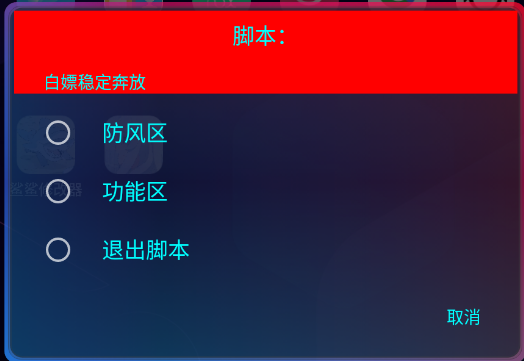 脚本：
白嫖稳定奔放
防风区
功能区
退出脚本
取消